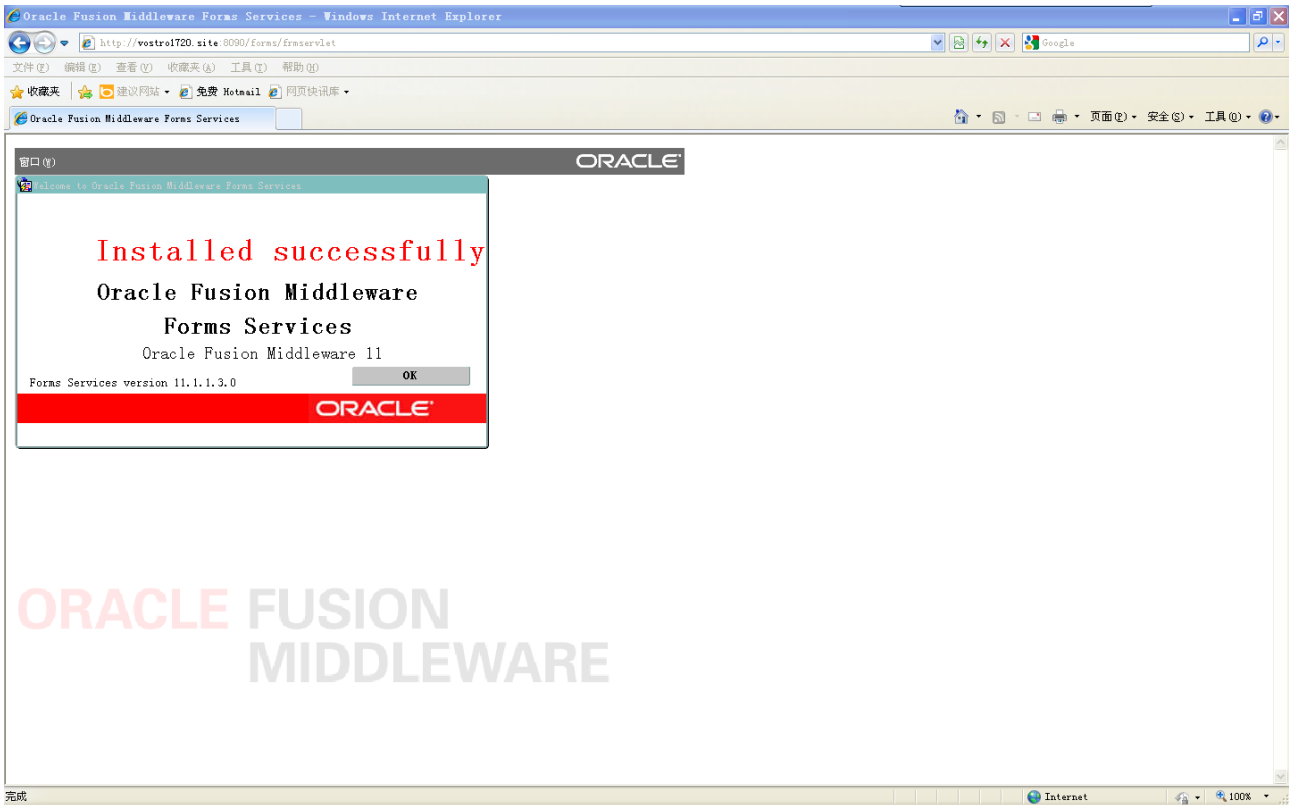 Oracle Fusion Middleware Forms Services - Windows Internet Explorer
http://vostro1720.site:8090/forms/frmservlet
Google
文件(F) 编辑(E) 查看(V) 收藏夹(A) 工具(T) 帮助(H)
收藏夹 建议网站 免费 Hotmail 网页快讯库
Oracle Fusion Middleware Forms Services
页面(P) 安全(S) 工具(O)
窗口(W) ORACLE
Welcome to Oracle Fusion Middleware Forms Services
Installed successfully
Oracle Fusion Middleware
Forms Services
Oracle Fusion Middleware 11
OK
Forms Services version 11.1.1.3.0
ORACLE
ORACLE FUSION
MIDDLEWARE
完成 Internet 100%